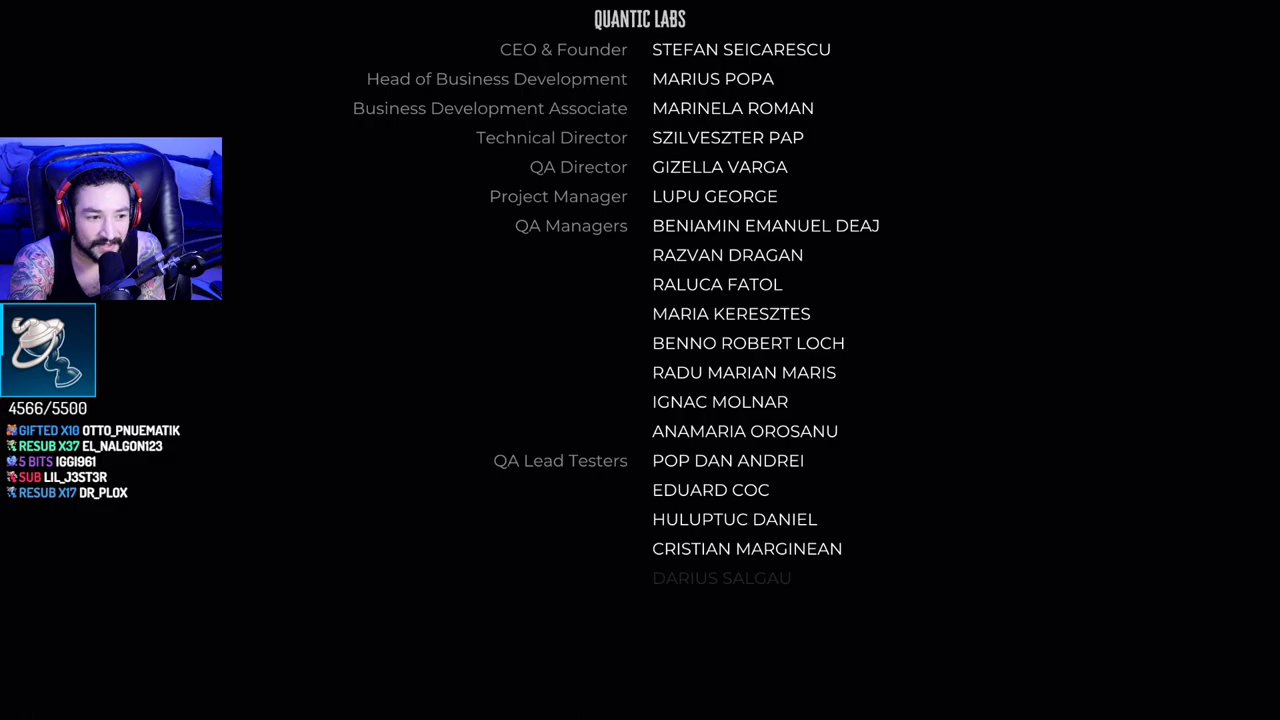 QUANTIC LABS
CEO & Founder STEFAN SEICARESCU
Head of Business Development MARIUS POPA
Business Development Associate MARINELA ROMAN
Technical Director SZILVESZTER PAP
QA Director GIZELLA VARGA
Project Manager LUPU GEORGE
QA Managers BENIAMIN EMANUEL DEAJ
RAZVAN DRAGAN
RALUCA FATOL
MARIA KERESZTES
BENNO ROBERT LOCH
RADU MARIAN MARIS
IGNAC MOLNAR
ANAMARIA OROSANU
QA Lead Testers POP DAN ANDREI
EDUARD COC
HULUPTUC DANIEL
CRISTIAN MARGINEAN
DARIUS SALGAU
4566/5500
GIFTED X10 OTTO_PNUEMATIK
RESUB X37 EL_NALGON123
5 BITS IGGI961
SUB LIL_J3ST3R
RESUB X17 DR_PLOX